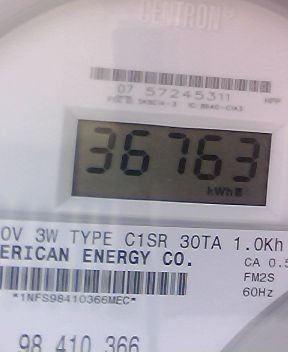 CENTRON
07 57245311
36763
kWh
0V 3W TYPE C1SR 30TA 1.0Kh
ERICAN ENERGY CO.
CA 0.5
FM2S
*1NFS98410366MEC*
60Hz
98 410 366